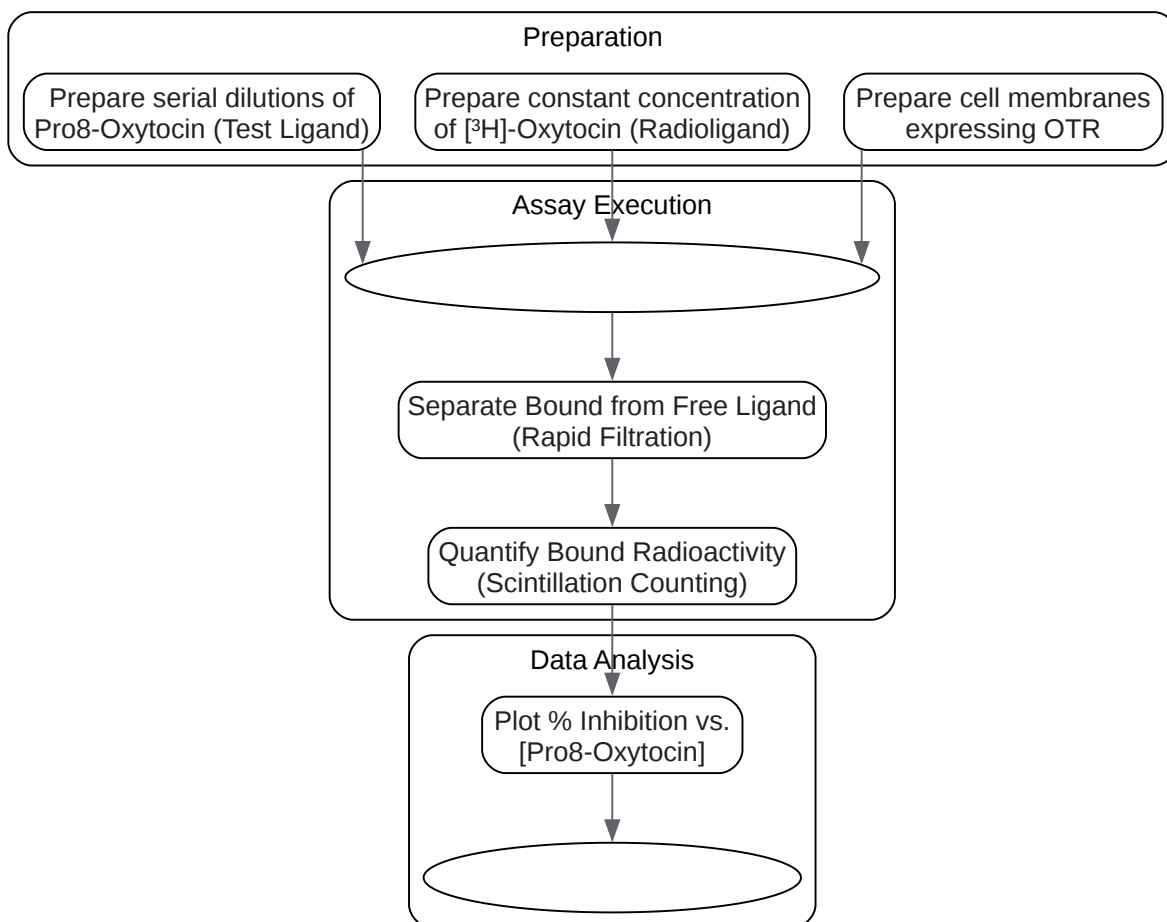 Preparation
Prepare serial dilutions of
Pro8-Oxytocin (Test Ligand)
Prepare constant concentration
of [³H]-Oxytocin (Radioligand)
Prepare cell membranes
expressing OTR
Assay Execution
Separate Bound from Free Ligand
(Rapid Filtration)
Quantify Bound Radioactivity
(Scintillation Counting)
Data Analysis
Plot % Inhibition vs.
[Pro8-Oxytocin]